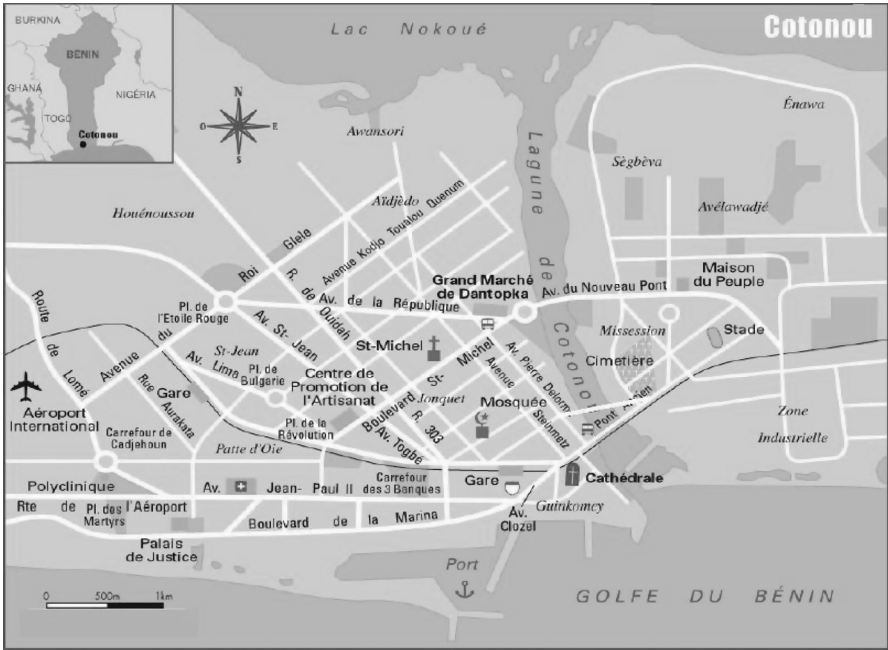 BURKINA
BÉNIN
GHANA
NIGÉRIA
TOGO
Cotonou
Cotonou
Lac Nokoué
N
O
E
S
Awansori
Énawa
Sègbèva
Lagune de Cotonou
Houénoussou
Aïdjèdo
Avélawadjé
Avenue Kodjo Toualou Quenum
Avenue du Roi Glele
R. de Ouidah
Grand Marché
de Dantopka
Av. du Nouveau Pont
Maison
du Peuple
Pl. de
l'Etoile Rouge
Av. de la République
Route de Lomé
Av. St-Jean
St-Michel
Missession
Stade
St-Jean
Av. Lima
Pl. de
Bulgarie
Centre de
Promotion de
l'Artisanat
Boulevard St-Michel
Avenue Steinmetz
Av. Pierre Delorme
Cimetière
Gare
Rue Aurakata
Jonquet
Mosquée
Ancien Pont
Aéroport
International
Pl. de la
Révolution
R. 303
Zone
Industrielle
Carrefour de
Cadjehoun
Patte d'Oie
Av. Togbe
Polyclinique
Av. Jean-Paul II
Carrefour
des 3 Banques
Gare
Cathédrale
Rte de l'Aéroport
Pl. des
Martyrs
Guinkomey
Boulevard de la Marina
Av.
Clozel
Palais
de Justice
Port
GOLFE DU BÉNIN
0 500m 1km